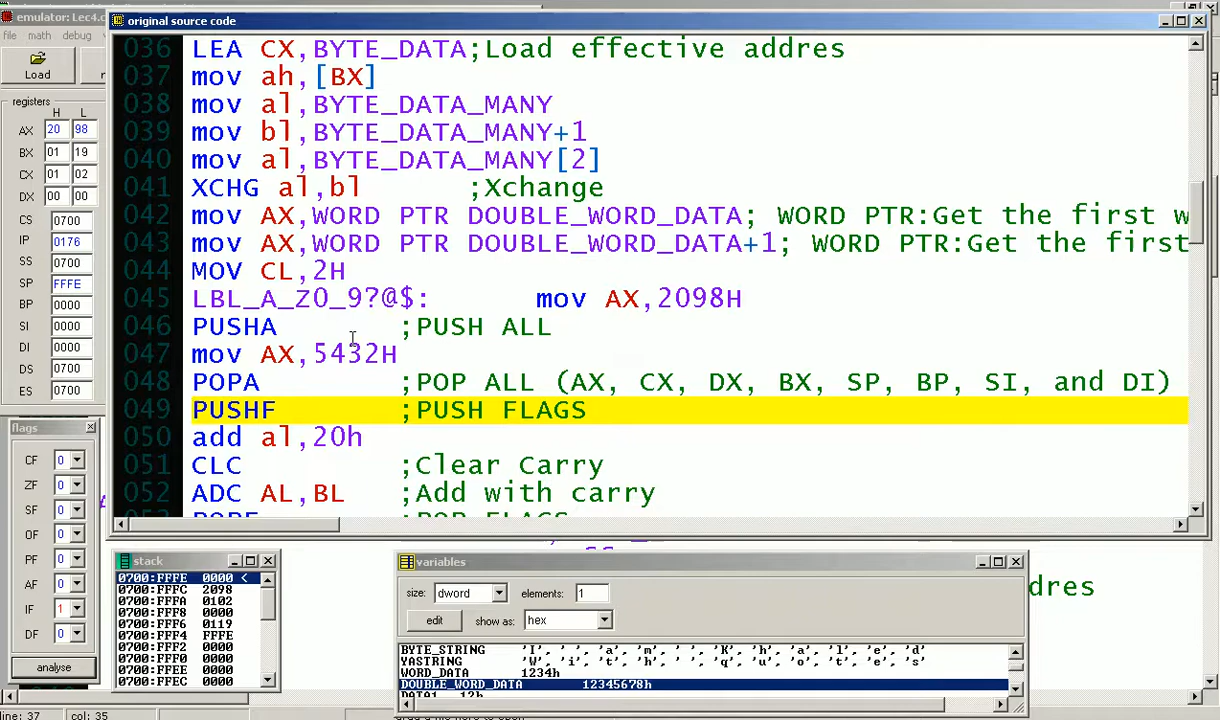 emulator: Lec4.c
original source code
file math debug
Load
registers
H L
AX 20 98
BX 01 19
CX 01 02
DX 00 00
CS 0700
IP 0176
SS 0700
SP FFFE
BP 0000
SI 0000
DI 0000
DS 0700
ES 0700
036 LEA CX,BYTE_DATA;Load effective addres
037 mov ah,[BX]
038 mov al,BYTE_DATA_MANY
039 mov bl,BYTE_DATA_MANY+1
040 mov al,BYTE_DATA_MANY[2]
041 XCHG al,bl ;Xchange
042 mov AX,WORD PTR DOUBLE_WORD_DATA; WORD PTR:Get the first w
043 mov AX,WORD PTR DOUBLE_WORD_DATA+1; WORD PTR:Get the first
044 MOV CL,2H
045 LBL_A_Z0_9?@$: mov AX,2098H
046 PUSHA ;PUSH ALL
047 mov AX,5432H
048 POPA ;POP ALL (AX, CX, DX, BX, SP, BP, SI, and DI)
049 PUSHF ;PUSH FLAGS
050 add al,20h
051 CLC ;Clear Carry
052 ADC AL,BL ;Add with carry
flags
CF 0
ZF 0
SF 0
OF 0
PF 0
AF 0
IF 1
DF 0
analyse
stack
0700:FFFE 0000 <
0700:FFFC 2098
0700:FFFA 0102
0700:FFF8 0000
0700:FFF6 0119
0700:FFF4 FFFE
0700:FFF2 0000
0700:FFF0 0000
0700:FFEE 0000
0700:FFEC 0000
variables
size: dword elements: 1
edit show as: hex
BYTE_STRING 'I', ' ', 'a', 'm', ' ', 'K', 'h', 'a', 'l', 'e', 'd'
YASTRING 'W', 'i', 't', 'h', ' ', 'q', 'u', 'o', 't', 'e', 's'
WORD_DATA 1234h
DOUBLE_WORD_DATA 12345678h
DATA1 12h
dres
line: 37 col: 35